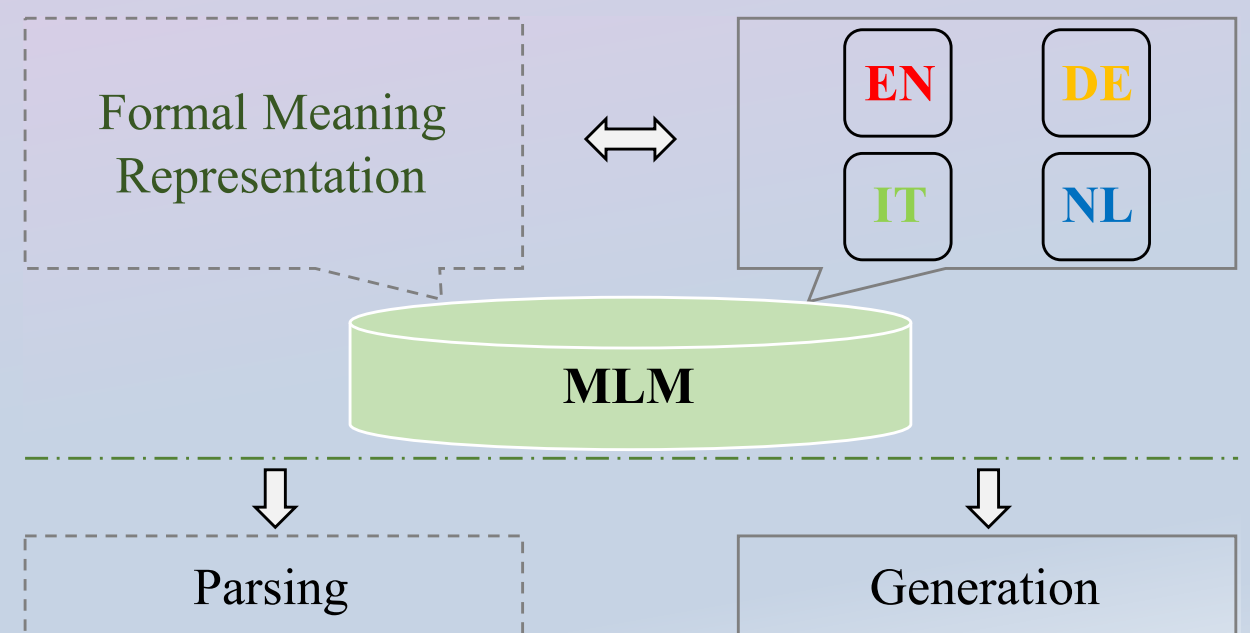 Formal Meaning
Representation
EN
DE
IT
NL
MLM
Parsing
Generation